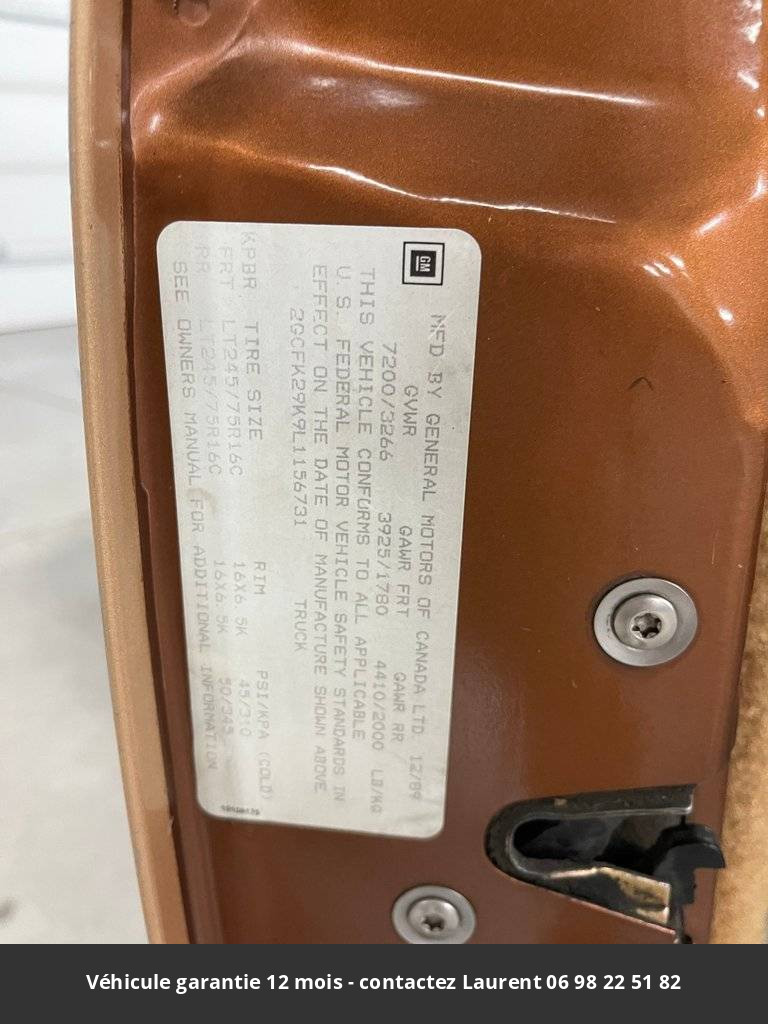 GM
MFD BY GENERAL MOTORS OF CANADA LTD. 12/89
GVWR GAWR FRT GAWR RR
7200/3266 3925/1780 4410/2000 LB/KG
THIS VEHICLE CONFORMS TO ALL APPLICABLE
U.S. FEDERAL MOTOR VEHICLE SAFETY STANDARDS IN
EFFECT ON THE DATE OF MANUFACTURE SHOWN ABOVE.
2GCFK29K9L1156731 TRUCK
KPBR TIRE SIZE RIM PSI/KPA (COLD)
FRT LT245/75R16C 16X6.5K 45/310
RR LT245/75R16C 16X6.5K 50/345
SEE OWNERS MANUAL FOR ADDITIONAL INFORMATION
Véhicule garantie 12 mois - contactez Laurent 06 98 22 51 82